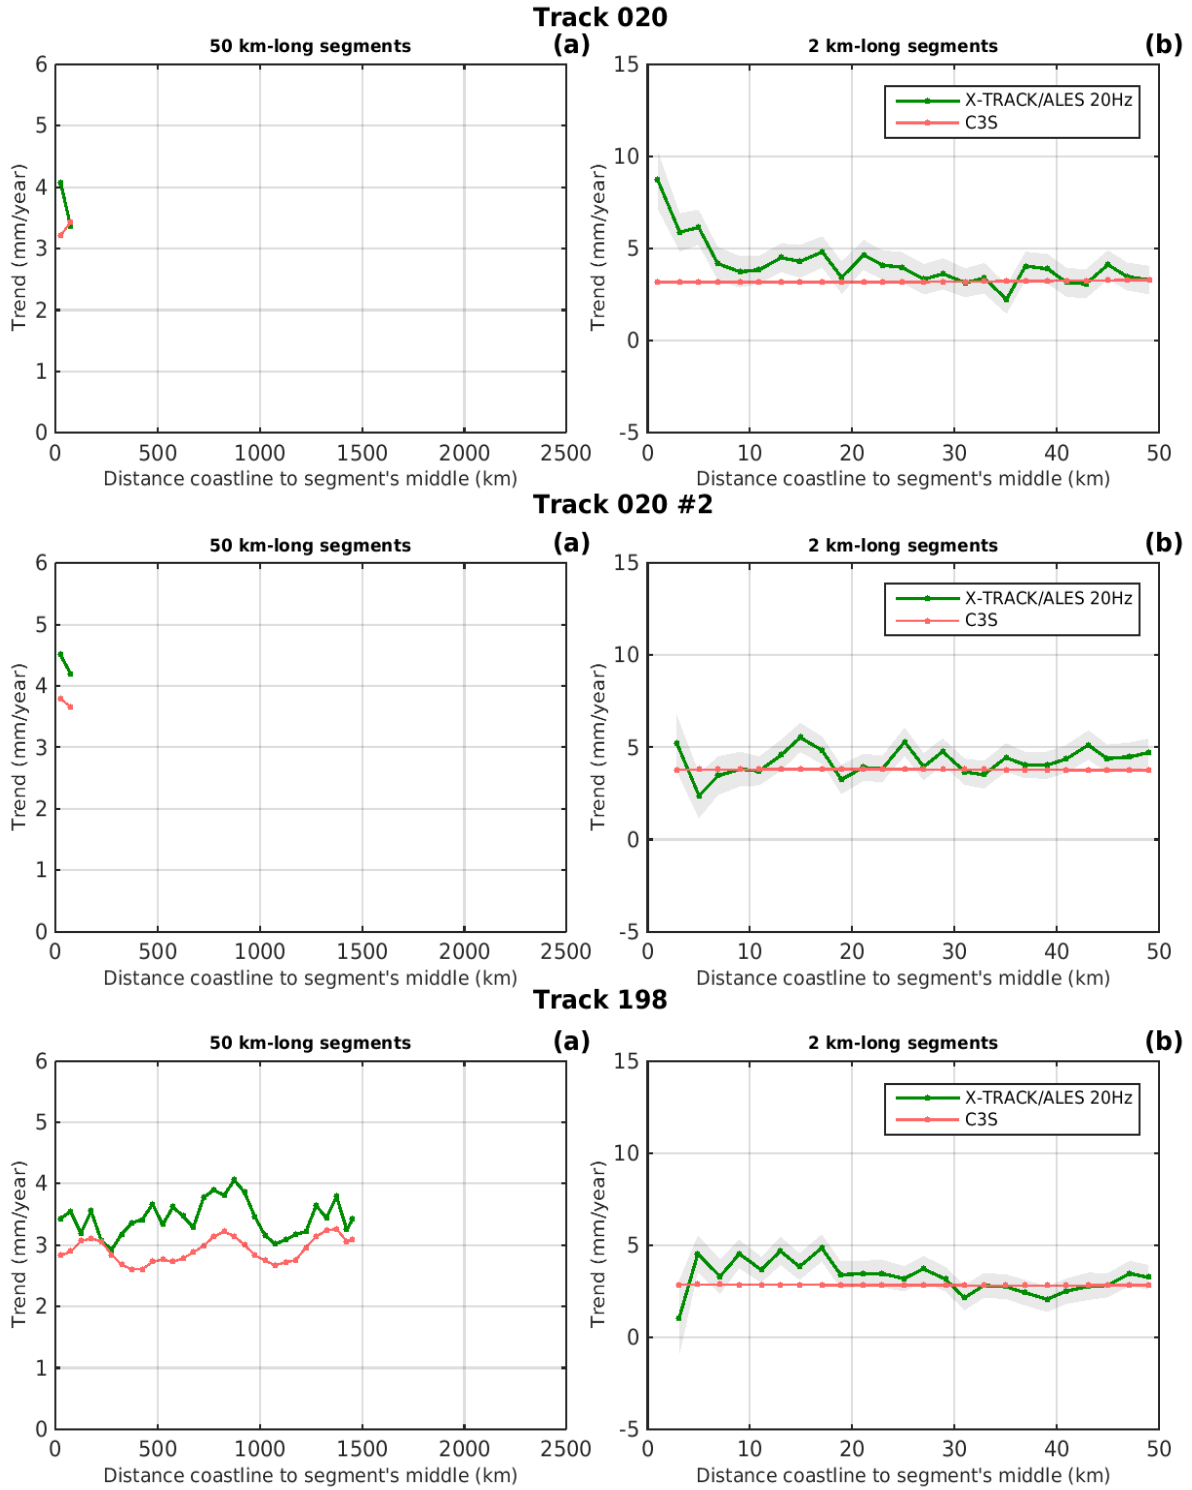 Track 020
50 km-long segments
(a)
2 km-long segments
(b)
6
5
4
3
2
1
0
Trend (mm/year)
0 500 1000 1500 2000 2500
Distance coastline to segment's middle (km)
15
10
5
0
-5
Trend (mm/year)
X-TRACK/ALES 20Hz
C3S
0 10 20 30 40 50
Distance coastline to segment's middle (km)
Track 020 #2
50 km-long segments
(a)
2 km-long segments
(b)
6
5
4
3
2
1
0
Trend (mm/year)
0 500 1000 1500 2000 2500
Distance coastline to segment's middle (km)
15
10
5
0
-5
Trend (mm/year)
X-TRACK/ALES 20Hz
C3S
0 10 20 30 40 50
Distance coastline to segment's middle (km)
Track 198
50 km-long segments
(a)
2 km-long segments
(b)
6
5
4
3
2
1
0
Trend (mm/year)
0 500 1000 1500 2000 2500
Distance coastline to segment's middle (km)
15
10
5
0
-5
Trend (mm/year)
X-TRACK/ALES 20Hz
C3S
0 10 20 30 40 50
Distance coastline to segment's middle (km)